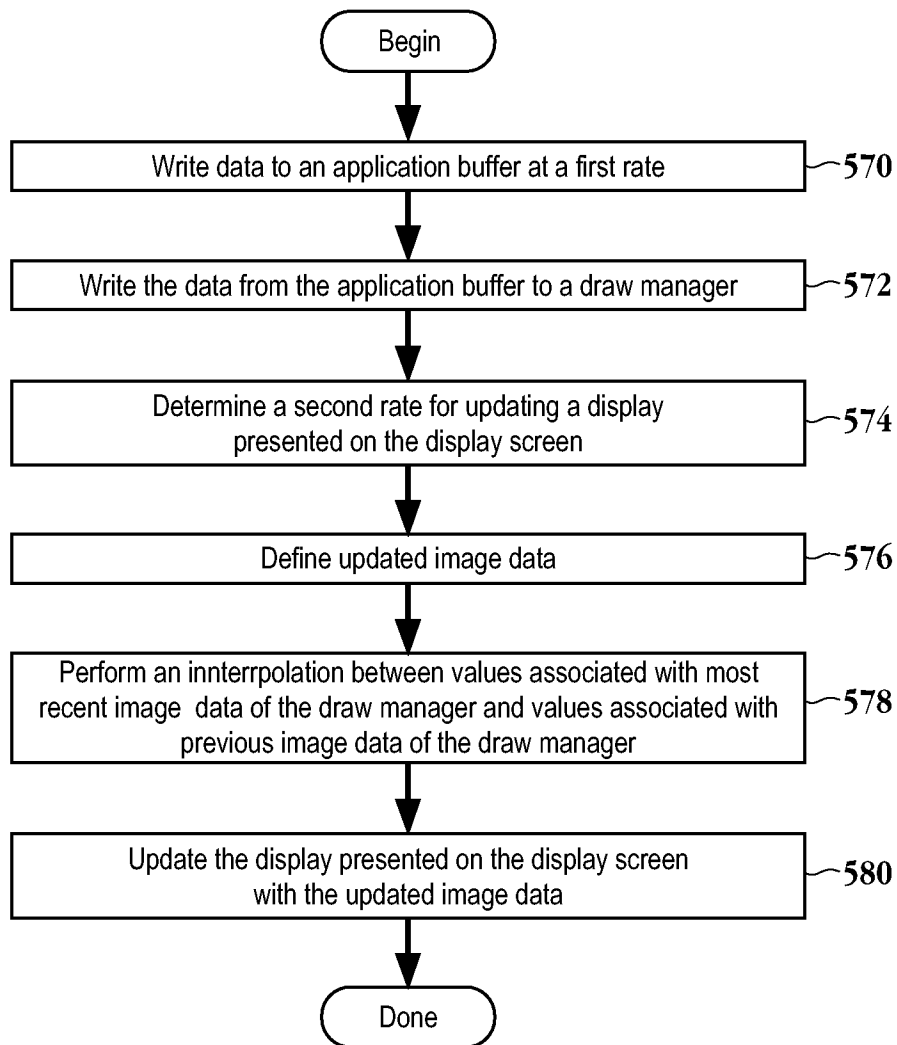 Begin
Write data to an application buffer at a first rate
570
Write the data from the application buffer to a draw manager
572
Determine a second rate for updating a display
presented on the display screen
574
Define updated image data
576
Perform an innterrpolation between values associated with most
recent image data of the draw manager and values associated with
previous image data of the draw manager
578
Update the display presented on the display screen
with the updated image data
580
Done